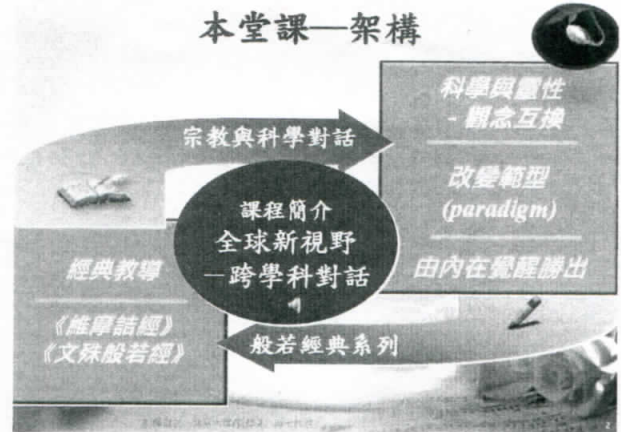 本堂課—架構
科學與靈性
- 觀念互換
宗教與科學對話
改變範型
(paradigm)
課程簡介
全球新視野
—跨學科對話
經典教導
由內在覺醒勝出
《維摩詰經》
《文殊般若經》
般若經典系列
2